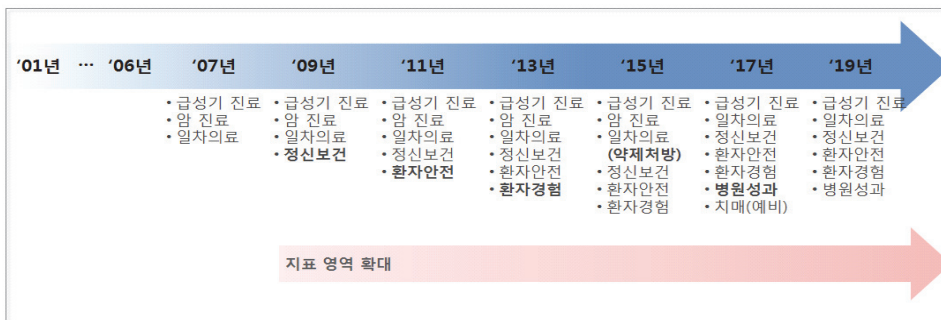 ‘01년 ··· ‘06년 ‘07년 ‘09년 ‘11년 ‘13년 ‘15년 ‘17년 ‘19년
• 급성기 진료
• 암 진료
• 일차의료
• 급성기 진료
• 암 진료
• 일차의료
• 정신보건
• 급성기 진료
• 암 진료
• 일차의료
• 정신보건
• 환자안전
• 급성기 진료
• 암 진료
• 일차의료
• 정신보건
• 환자안전
• 환자경험
• 급성기 진료
• 암 진료
• 일차의료
(약제처방)
• 정신보건
• 환자안전
• 환자경험
• 급성기 진료
• 일차의료
• 정신보건
• 환자안전
• 환자경험
• 병원성과
• 치매(예비)
• 급성기 진료
• 일차의료
• 정신보건
• 환자안전
• 환자경험
• 병원성과
지표 영역 확대